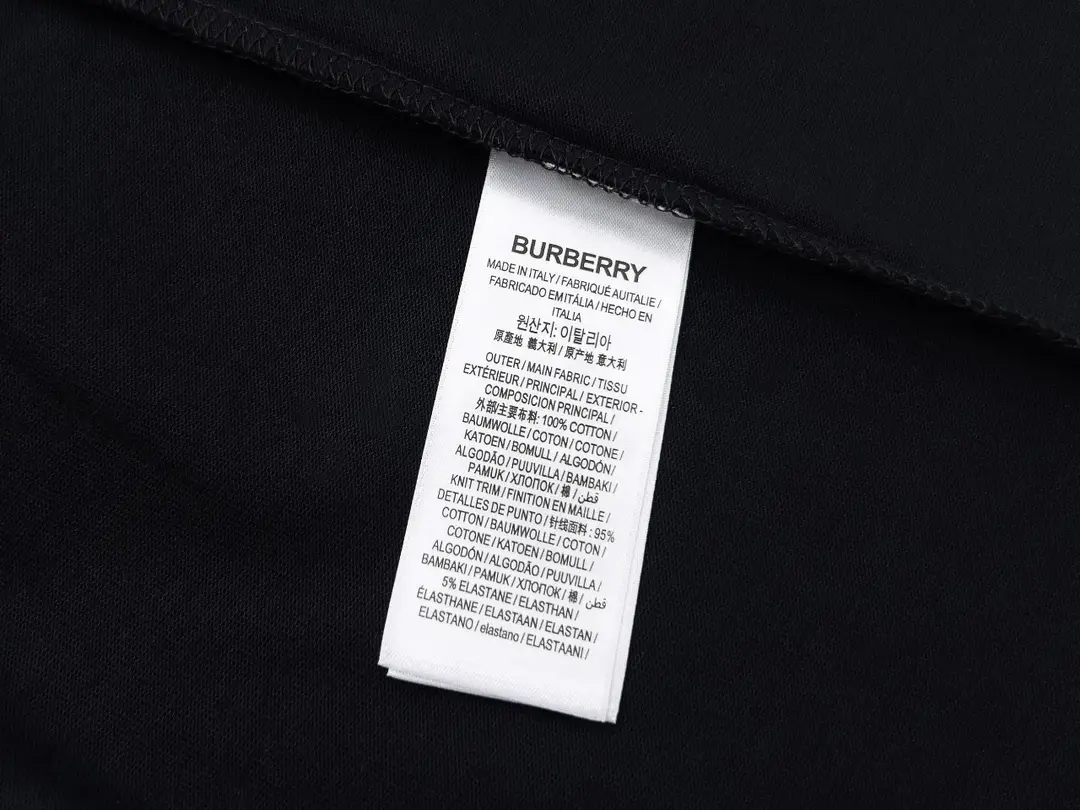 BURBERRY
MADE IN ITALY / FABRIQUÉ AUITALIE /
FABRICADO EM ITÁLIA / HECHO EN
ITALIA
원산지: 이탈리아
原產地 義大利 / 原产地 意大利
OUTER / MAIN FABRIC / TISSU
EXTÉRIEUR / PRINCIPAL / EXTERIOR -
COMPOSICION PRINCIPAL /
外部/主要布料: 100% COTTON /
BAUMWOLLE / COTON / COTONE /
KATOEN / BOMULL / ALGODÓN /
ALGODÃO / PUUVILLA / BAMBAKI /
PAMUK / ХЛОПОК / 棉 / قطن
KNIT TRIM / FINITION EN MAILLE /
DETALLES DE PUNTO / 针线面料 : 95%
COTTON / BAUMWOLLE / COTON /
COTONE / KATOEN / BOMULL /
ALGODÓN / ALGODÃO / PUUVILLA /
BAMBAKI / PAMUK / ХЛОПОК / 棉 / قطن
5% ELASTANE / ELASTHAN /
ÉLASTHANE / ELASTAAN / ELASTAN /
ELASTANO / elastano / ELASTAANI /